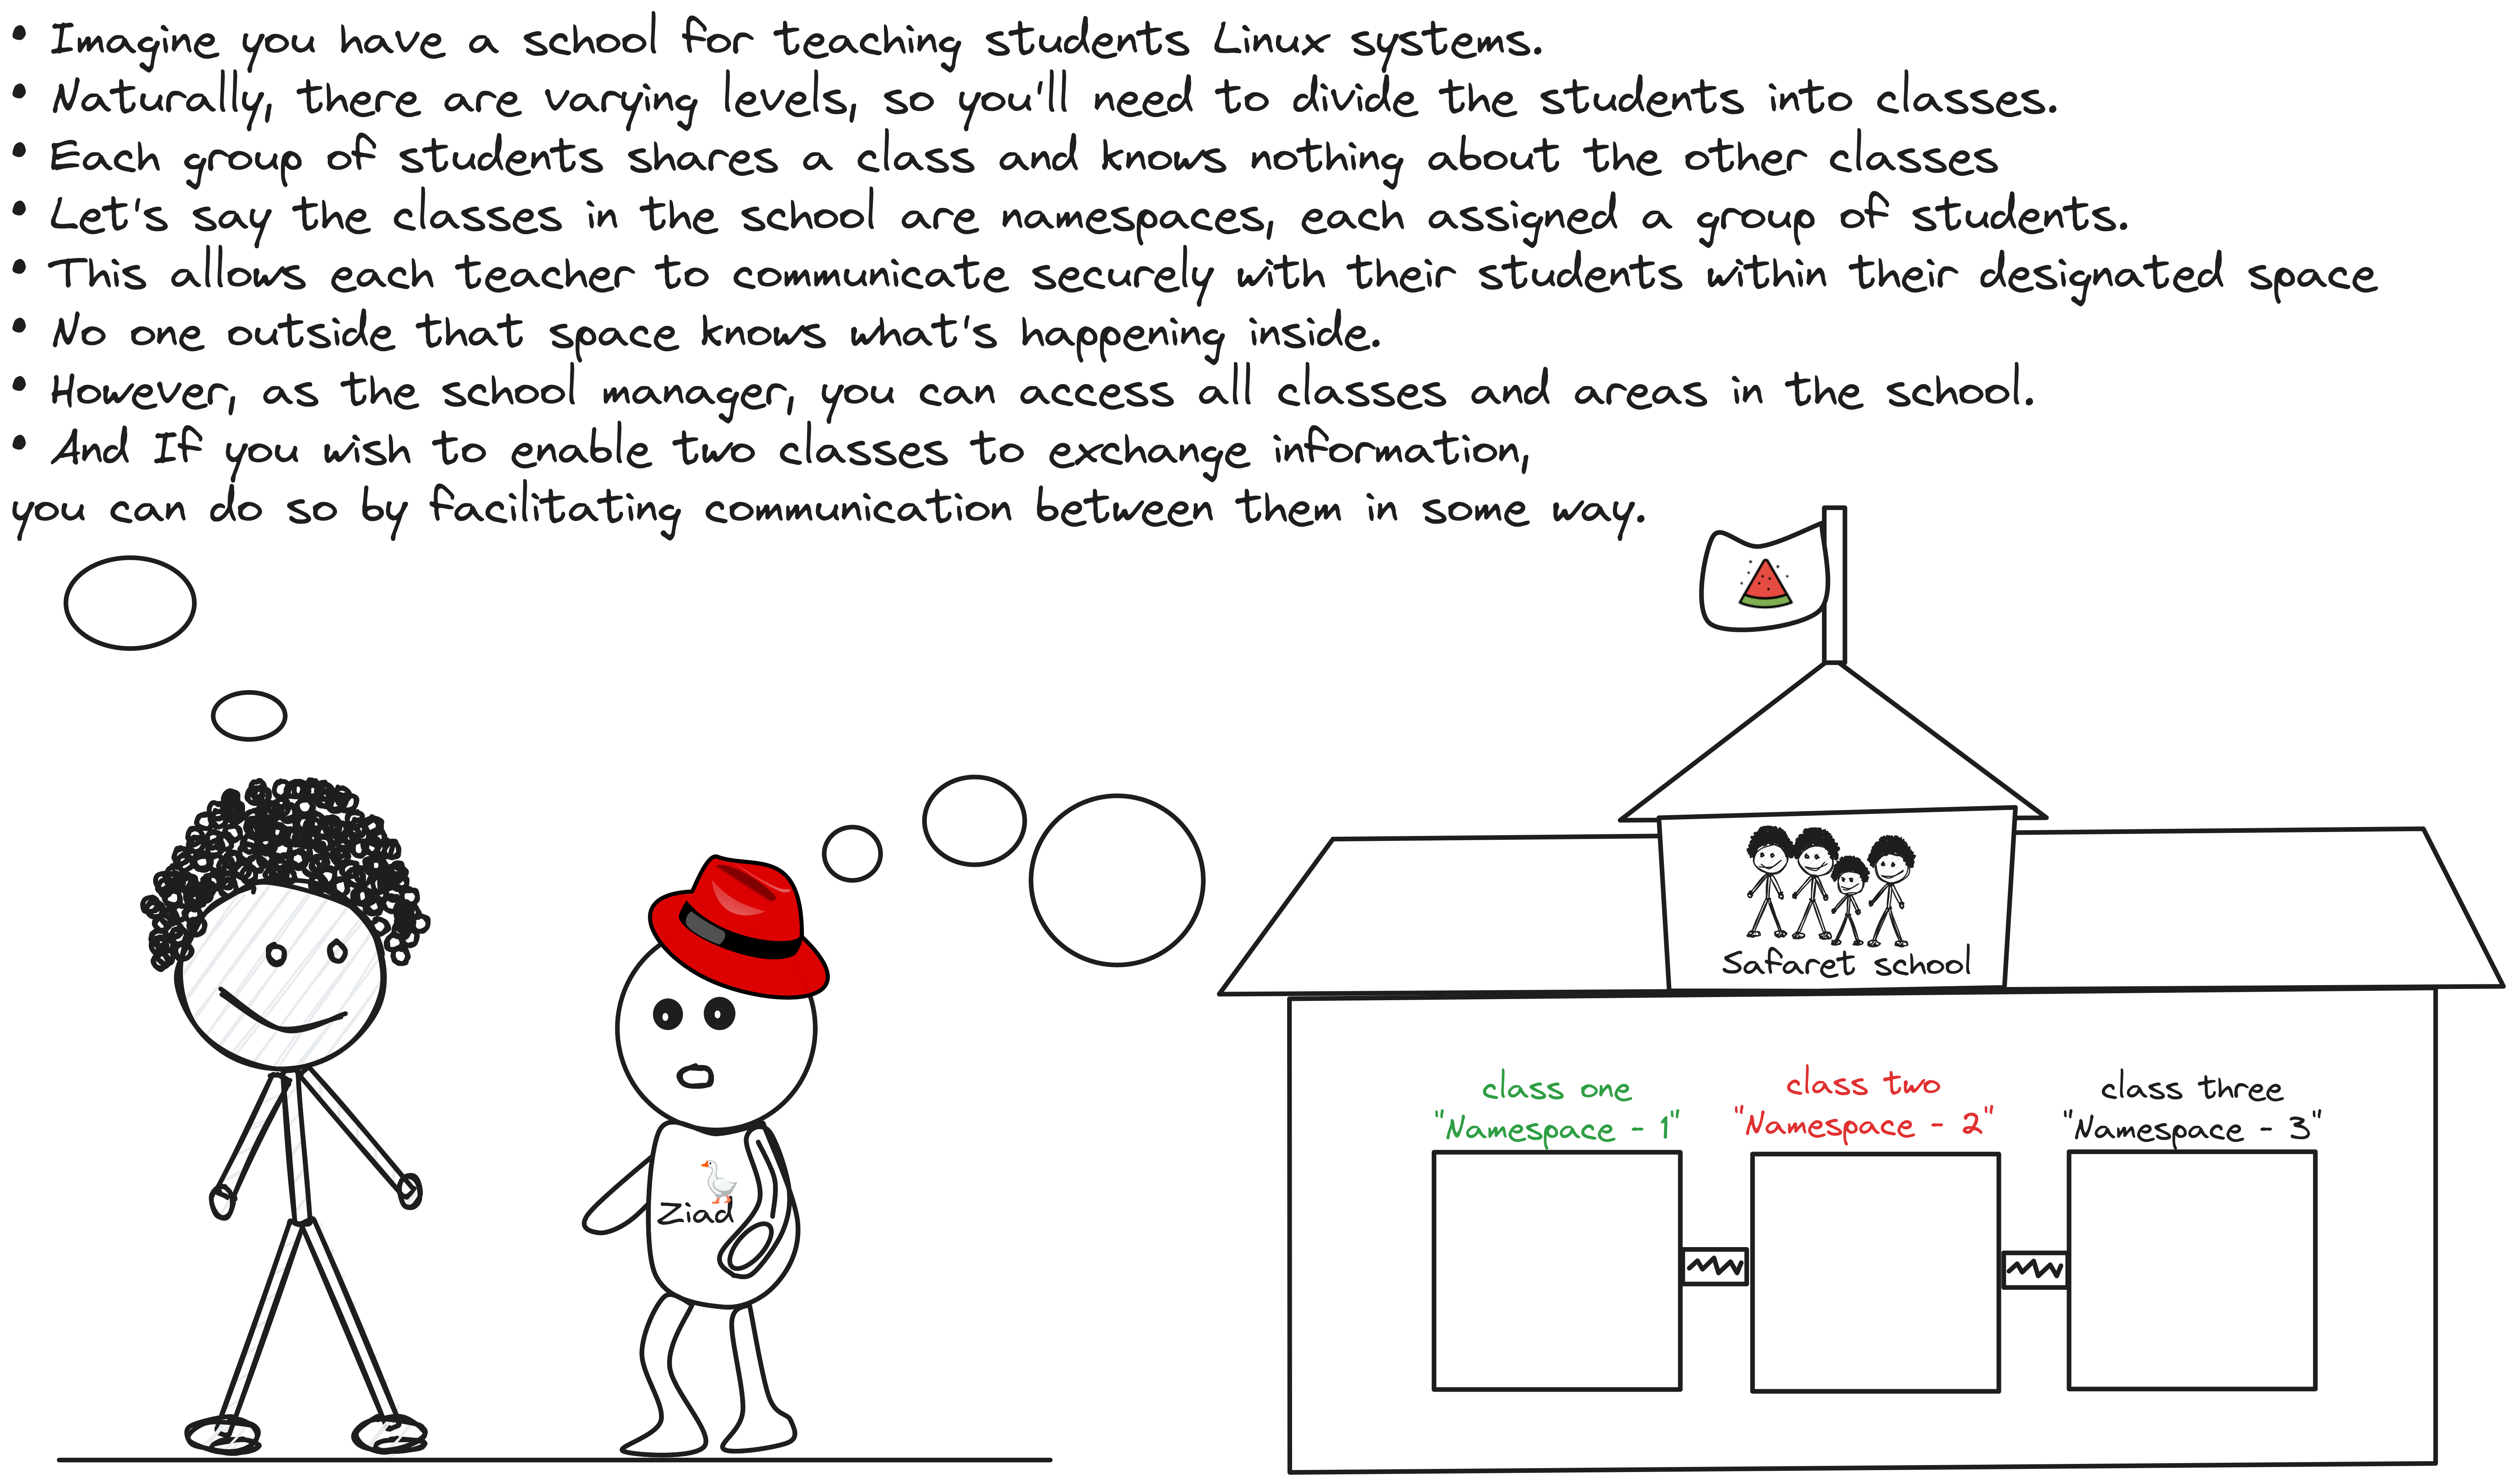 • Imagine you have a school for teaching students Linux systems.
• Naturally, there are varying levels, so you'll need to divide the students into classes.
• Each group of students shares a class and knows nothing about the other classes
• Let's say the classes in the school are namespaces, each assigned a group of students.
• This allows each teacher to communicate securely with their students within their designated space
• No one outside that space knows what's happening inside.
• However, as the school manager, you can access all classes and areas in the school.
• And If you wish to enable two classes to exchange information,
you can do so by facilitating communication between them in some way.
Safaret school
Ziad
class one
"Namespace - 1"
class two
"Namespace - 2"
class three
"Namespace - 3"